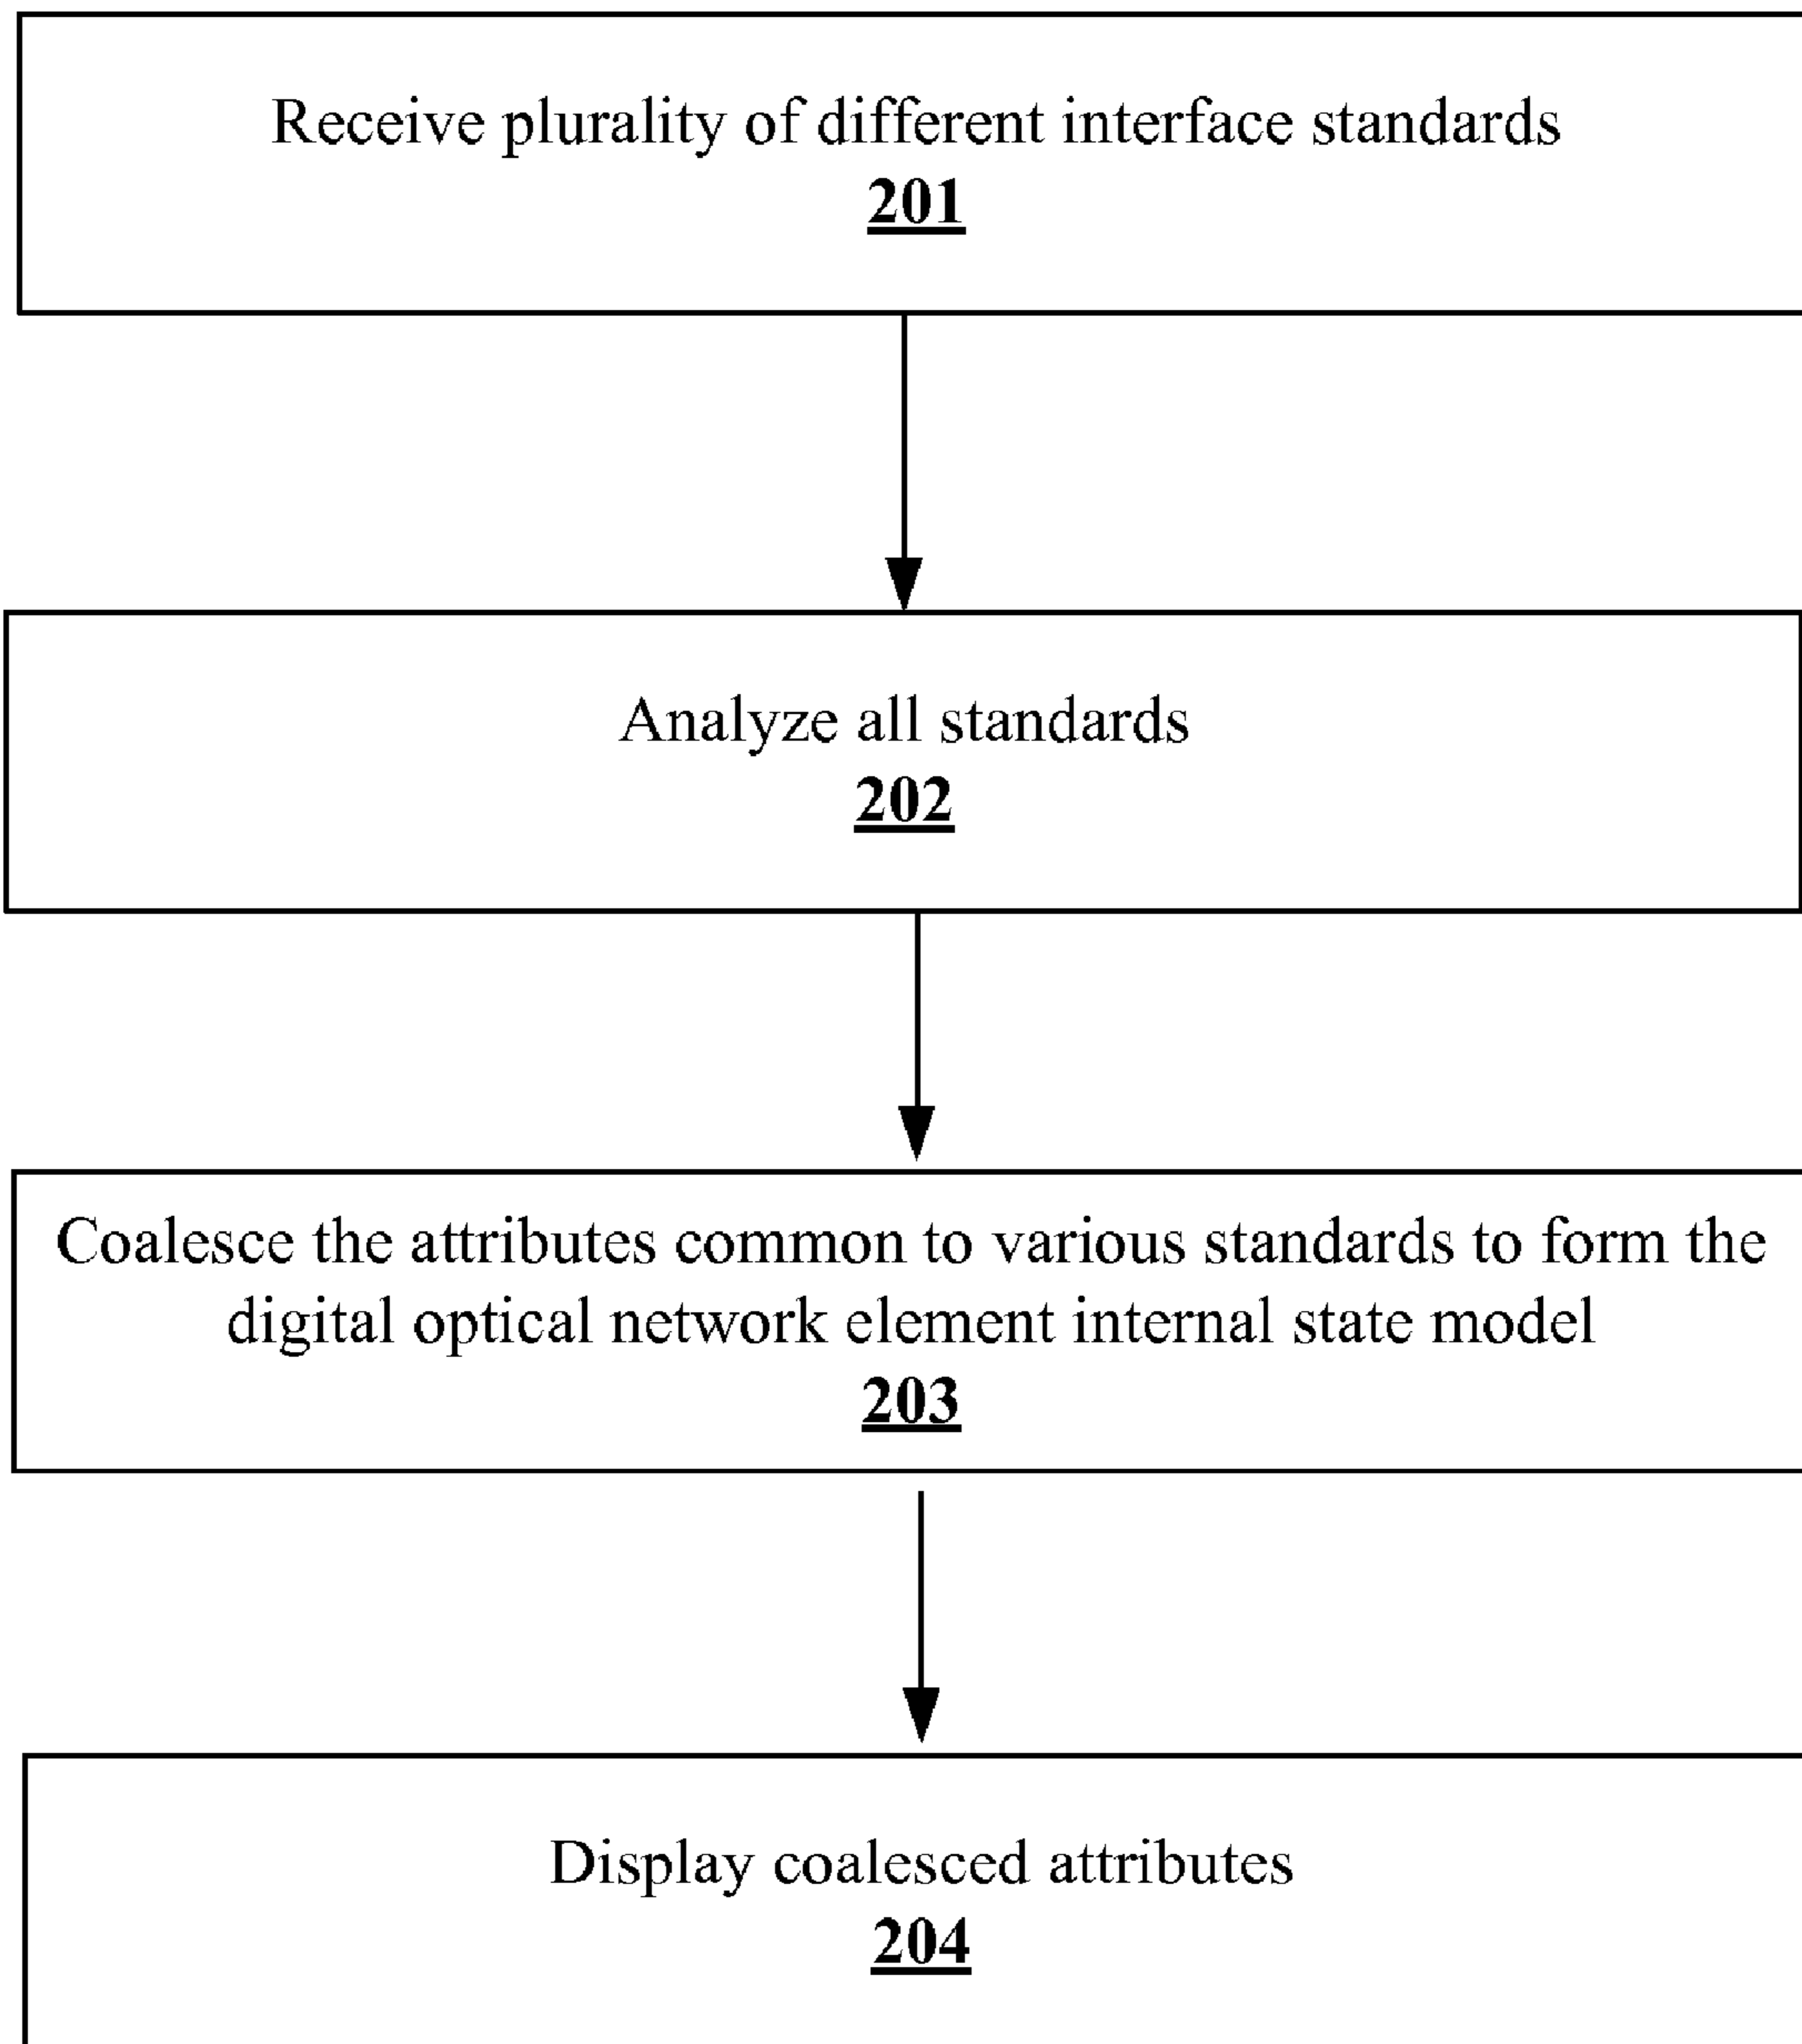 Receive plurality of different interface standards
201
Analyze all standards
202
Coalesce the attributes common to various standards to form the
digital optical network element internal state model
203
Display coalesced attributes
204